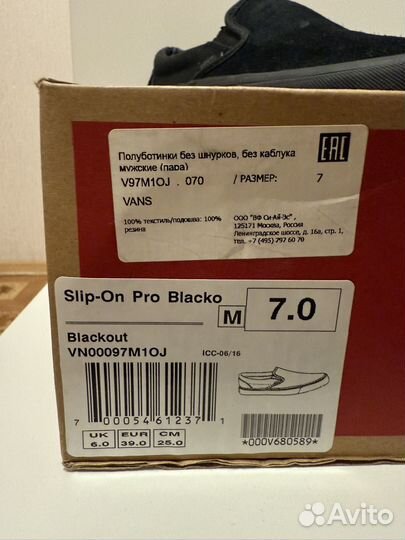 Полуботинки без шнурков, без каблука
мужские (пара)
EAC
V97M1OJ . 070 / РАЗМЕР: 7
VANS
100% текстиль/подошва: 100%
резина
ООО "ВФ Си-Ай-Эс" ,
125171 Москва, Россия
Ленинградское шоссе, д. 16а, стр. 1,
тел. +7 (495) 797 60 70
Slip-On Pro Blacko
M 7.0
Blackout
VN00097M1OJ
ICC-06/16
7 00054 61237 1
UK EUR CM
6.0 39.0 25.0
*000V680589*
Avito